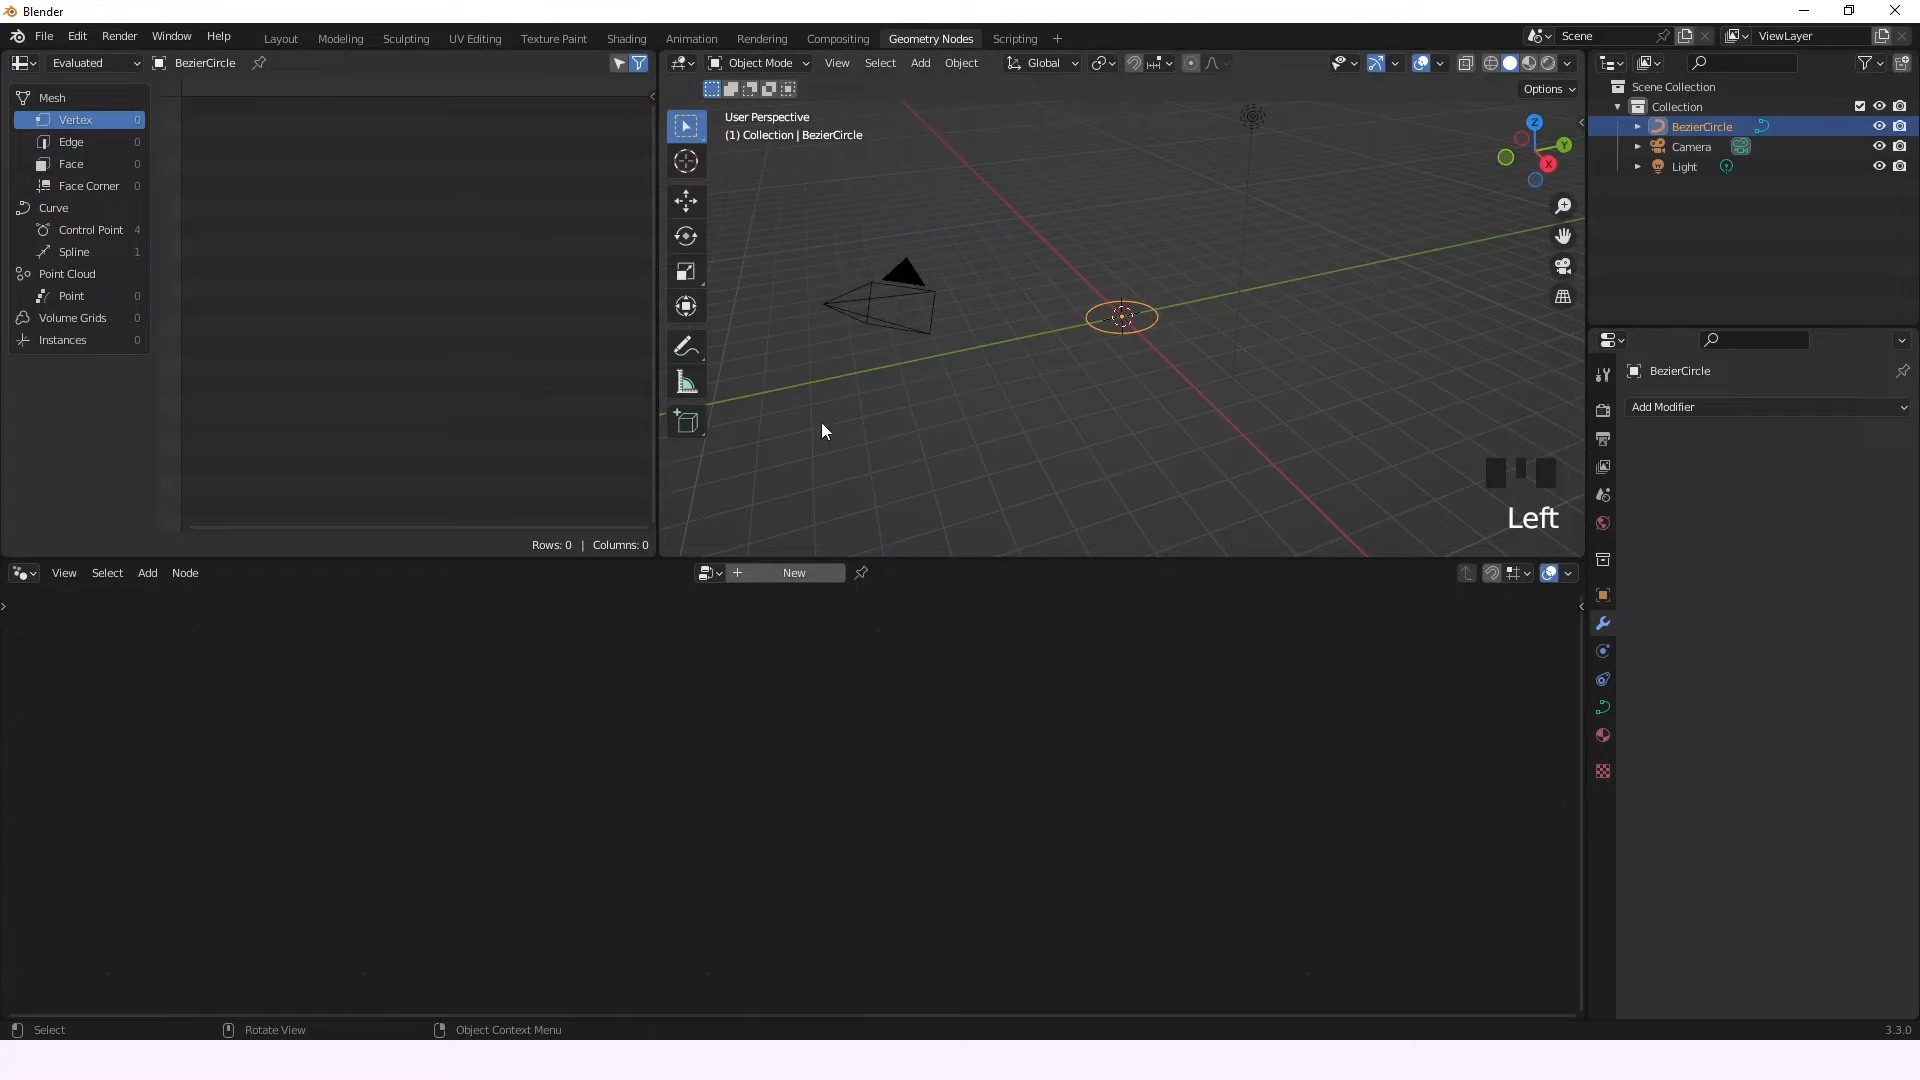 Blender
File Edit Render Window Help Layout Modeling Sculpting UV Editing Texture Paint Shading Animation Rendering Compositing Geometry Nodes Scripting + Scene ViewLayer
Evaluated BezierCircle
Mesh
Vertex 0
Edge 0
Face 0
Face Corner 0
Curve
Control Point 4
Spline 1
Point Cloud
Point 0
Volume Grids 0
Instances 0
Rows: 0 | Columns: 0
Object Mode View Select Add Object Global
Options
User Perspective
(1) Collection | BezierCircle
Z
Y
X
Left
Scene Collection
Collection
BezierCircle
Camera
Light
BezierCircle
Add Modifier
View Select Add Node + New
Select Rotate View Object Context Menu 3.3.0